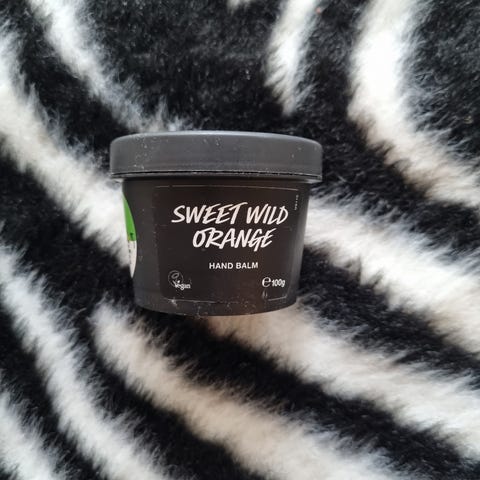 SWEET WILD
ORANGE
HAND BALM
vegan
℮ 100g